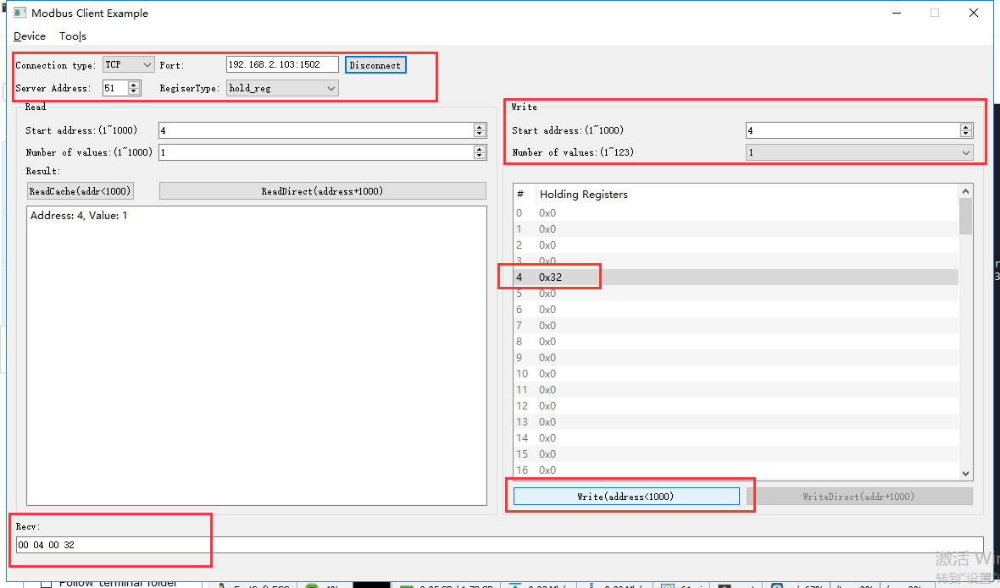 Modbus Client Example
Device Tools
Connection type: TCP Port: 192.168.2.103:1502 Disconnect
Server Address: 51 RegiserType: hold_reg
Read
Start address:(1~1000) 4
Number of values:(1~1000) 1
Result:
ReadCache(addr<1000) ReadDirect(address+1000)
Address: 4, Value: 1
Write
Start address:(1~1000) 4
Number of values:(1~123) 1
# Holding Registers
0 0x0
1 0x0
2 0x0
3 0x0
4 0x32
5 0x0
6 0x0
7 0x0
8 0x0
9 0x0
10 0x0
11 0x0
12 0x0
13 0x0
14 0x0
15 0x0
16 0x0
Write(address<1000) WriteDirect(addr+1000)
Recv:
00 04 00 32
激活 Win
转到"设置"
Follow terminal folder